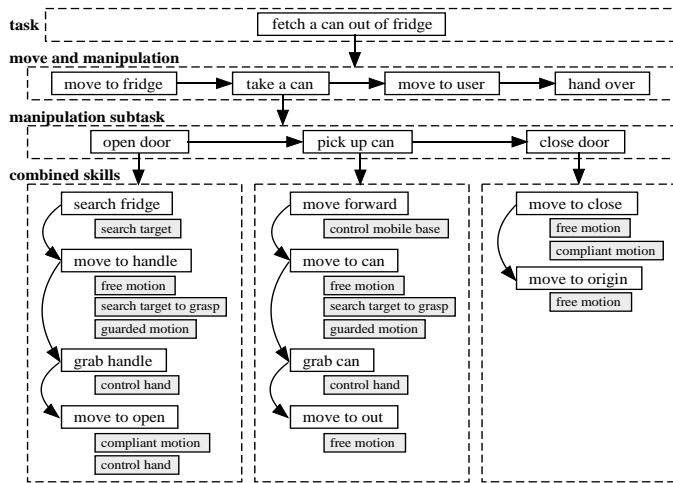 task
fetch a can out of fridge
move and manipulation
move to fridge take a can move to user hand over
manipulation subtask
open door pick up can close door
combined skills
search fridge
search target
move to handle
free motion
search target to grasp
guarded motion
grab handle
control hand
move to open
compliant motion
control hand
move forward
control mobile base
move to can
free motion
search target to grasp
guarded motion
grab can
control hand
move to out
free motion
move to close
free motion
compliant motion
move to origin
free motion